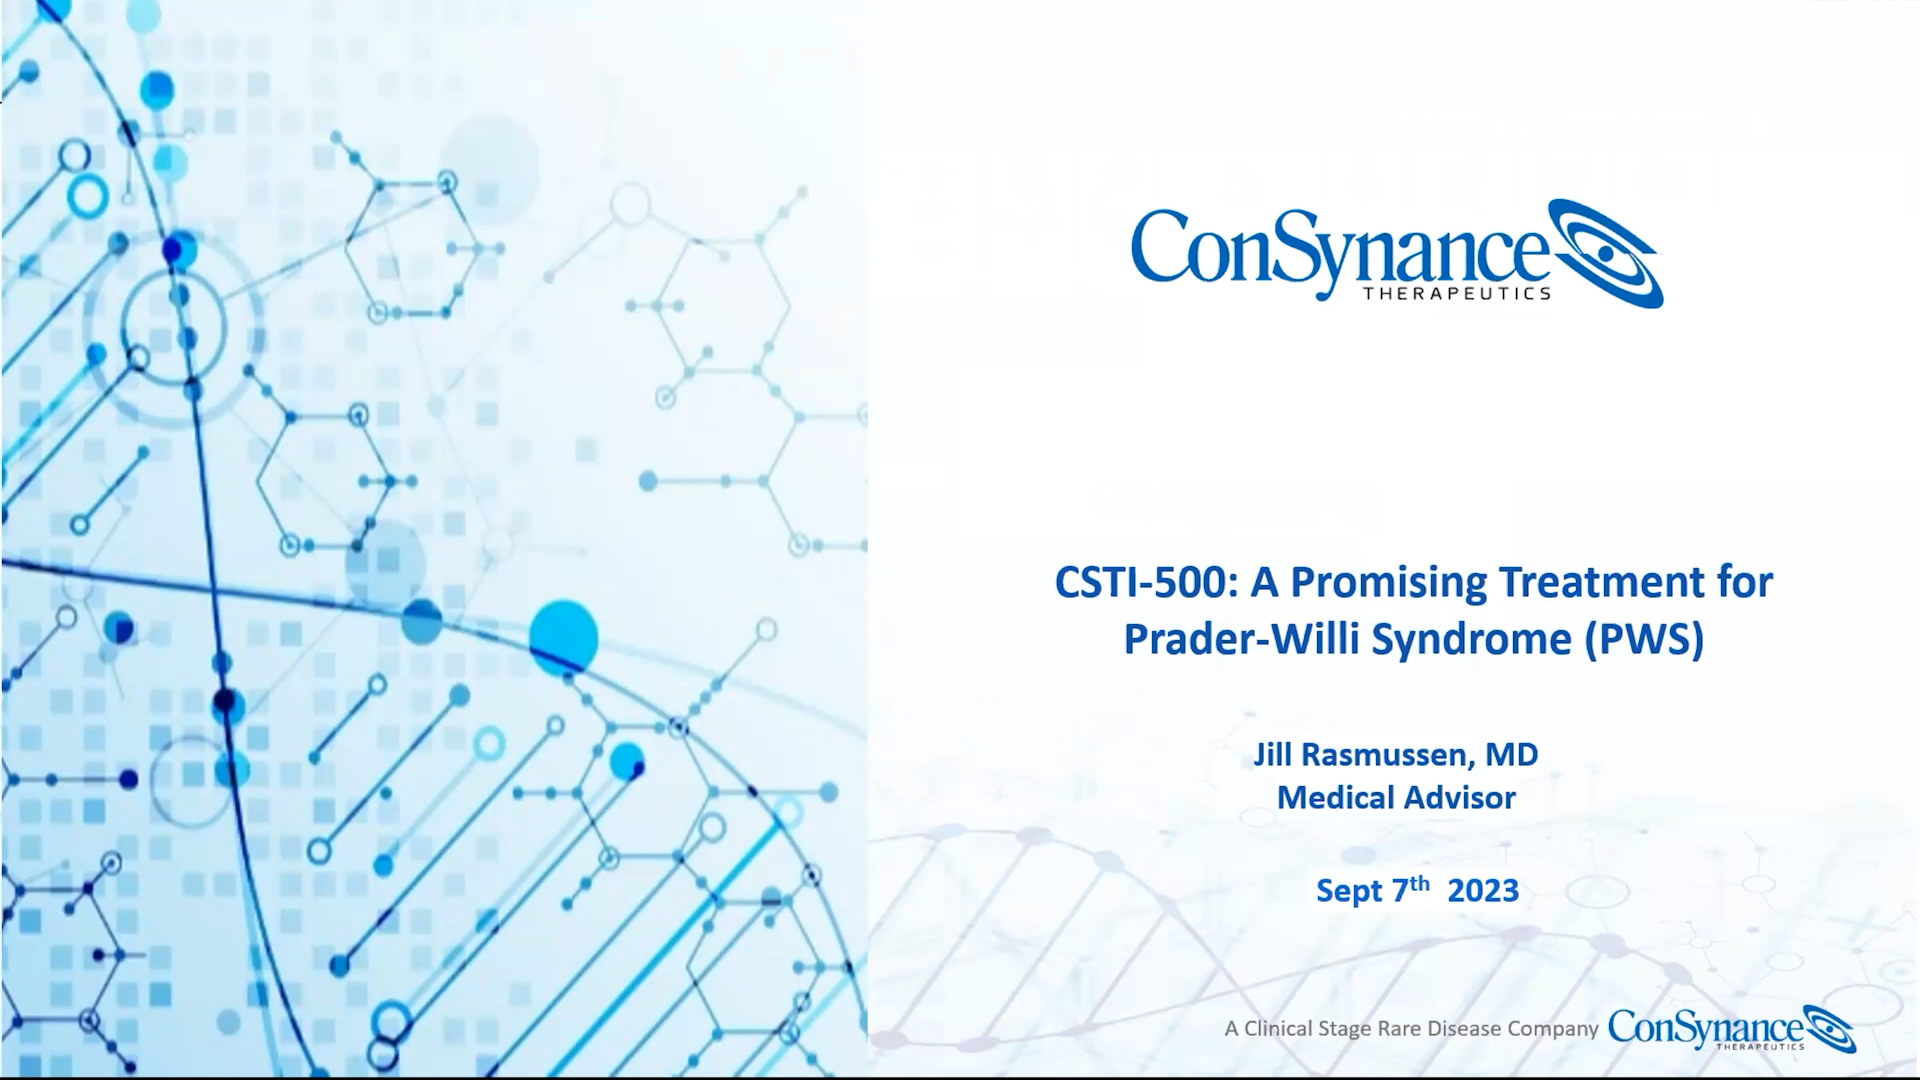 ConSynance
THERAPEUTICS
CSTI-500: A Promising Treatment for
Prader-Willi Syndrome (PWS)
Jill Rasmussen, MD
Medical Advisor
Sept 7th 2023
A Clinical Stage Rare Disease Company
ConSynance
THERAPEUTICS